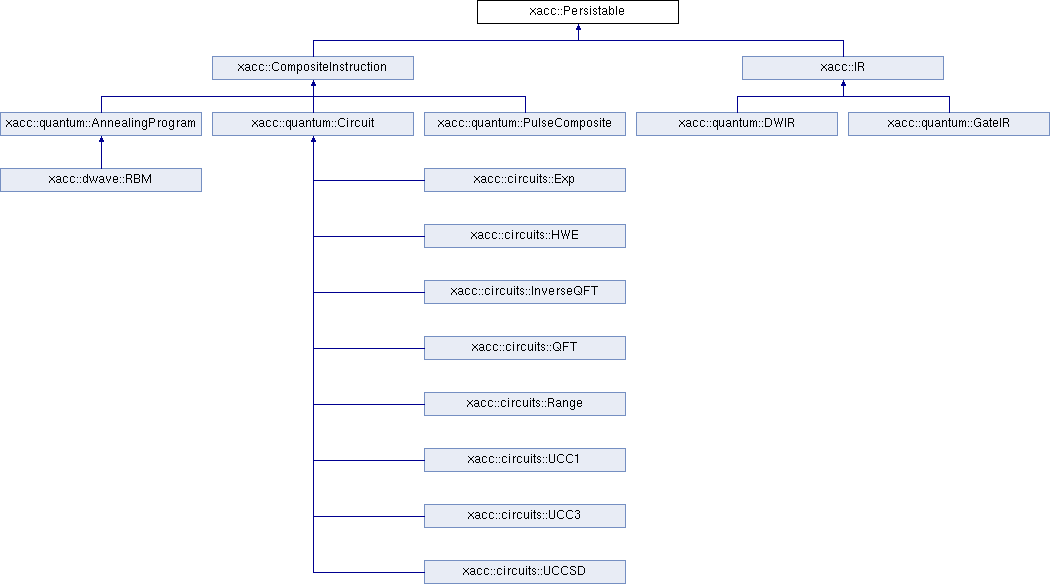 xacc::Persistable
xacc::CompositeInstruction
xacc::IR
xacc::quantum::AnnealingProgram
xacc::quantum::Circuit
xacc::quantum::PulseComposite
xacc::quantum::DWIR
xacc::quantum::GateIR
xacc::dwave::RBM
xacc::circuits::Exp
xacc::circuits::HWE
xacc::circuits::InverseQFT
xacc::circuits::QFT
xacc::circuits::Range
xacc::circuits::UCC1
xacc::circuits::UCC3
xacc::circuits::UCCSD